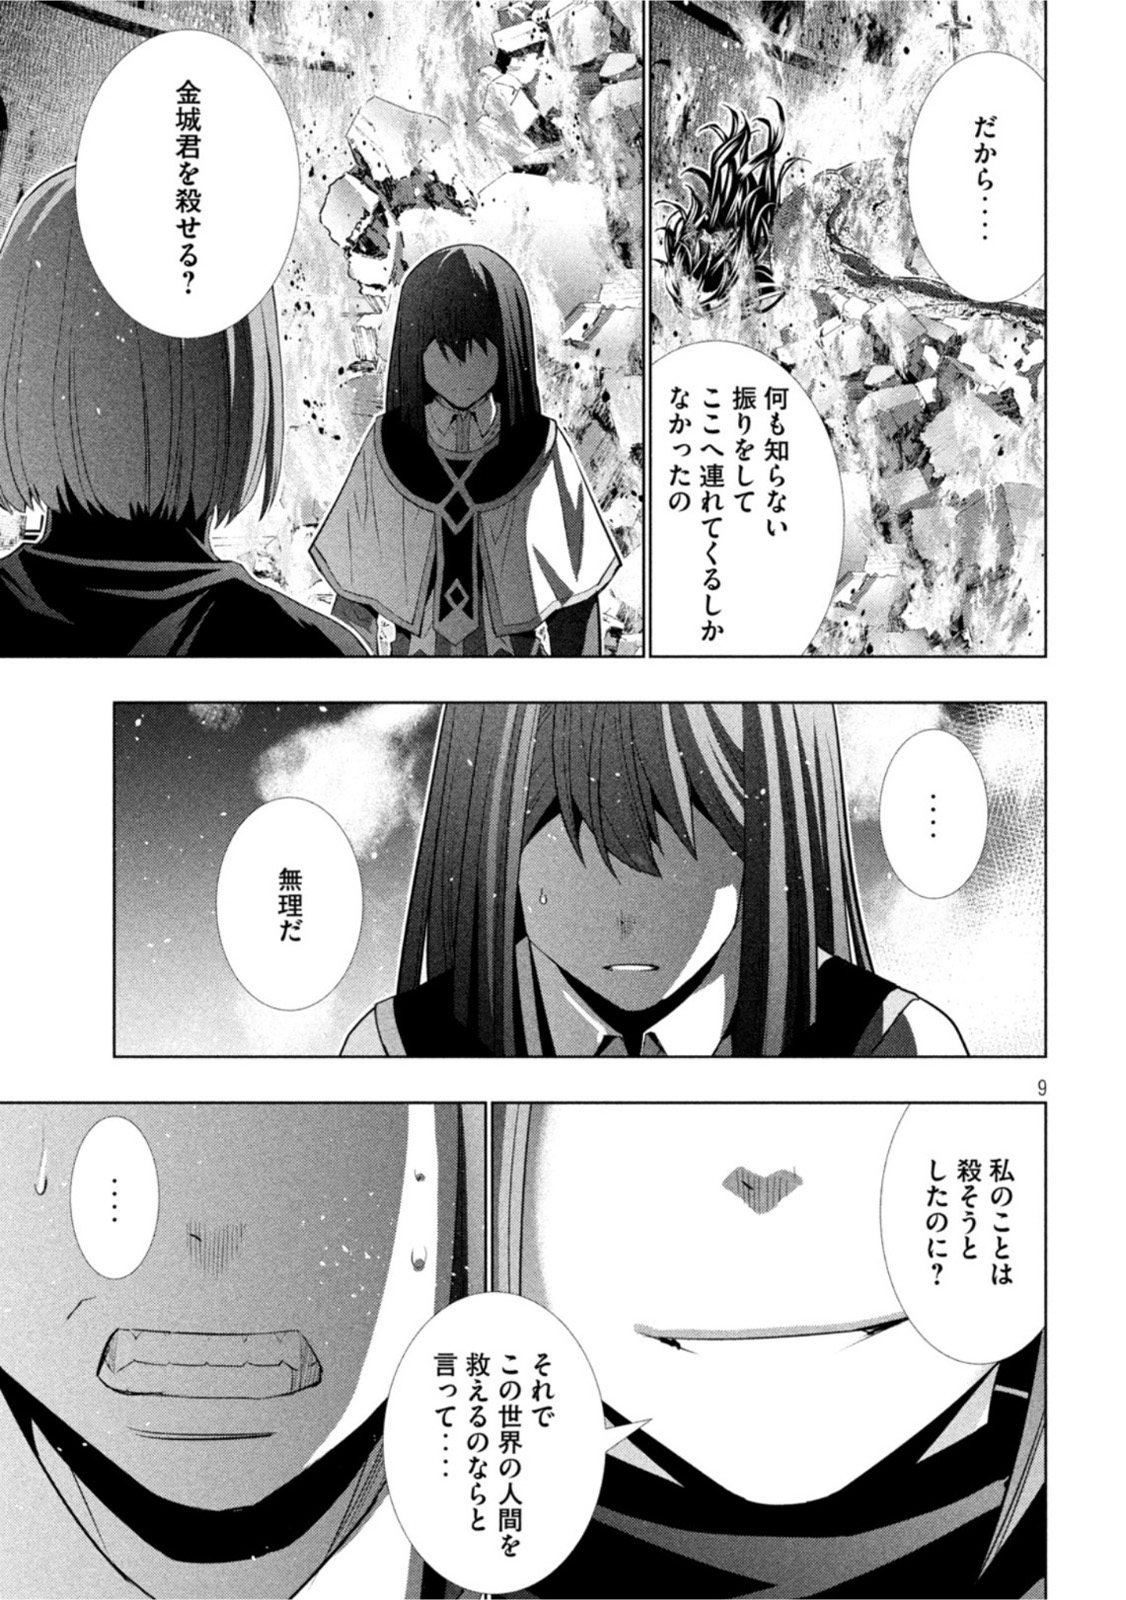 だから‥‥
何も知らない
振りをして
ここへ連れてくるしか
なかったの
金城君を殺せる?
‥‥
無理だ
9
私のことは
殺そうと
したのに?
それで
この世界の人間を
救えるのならと
言って‥‥
‥‥